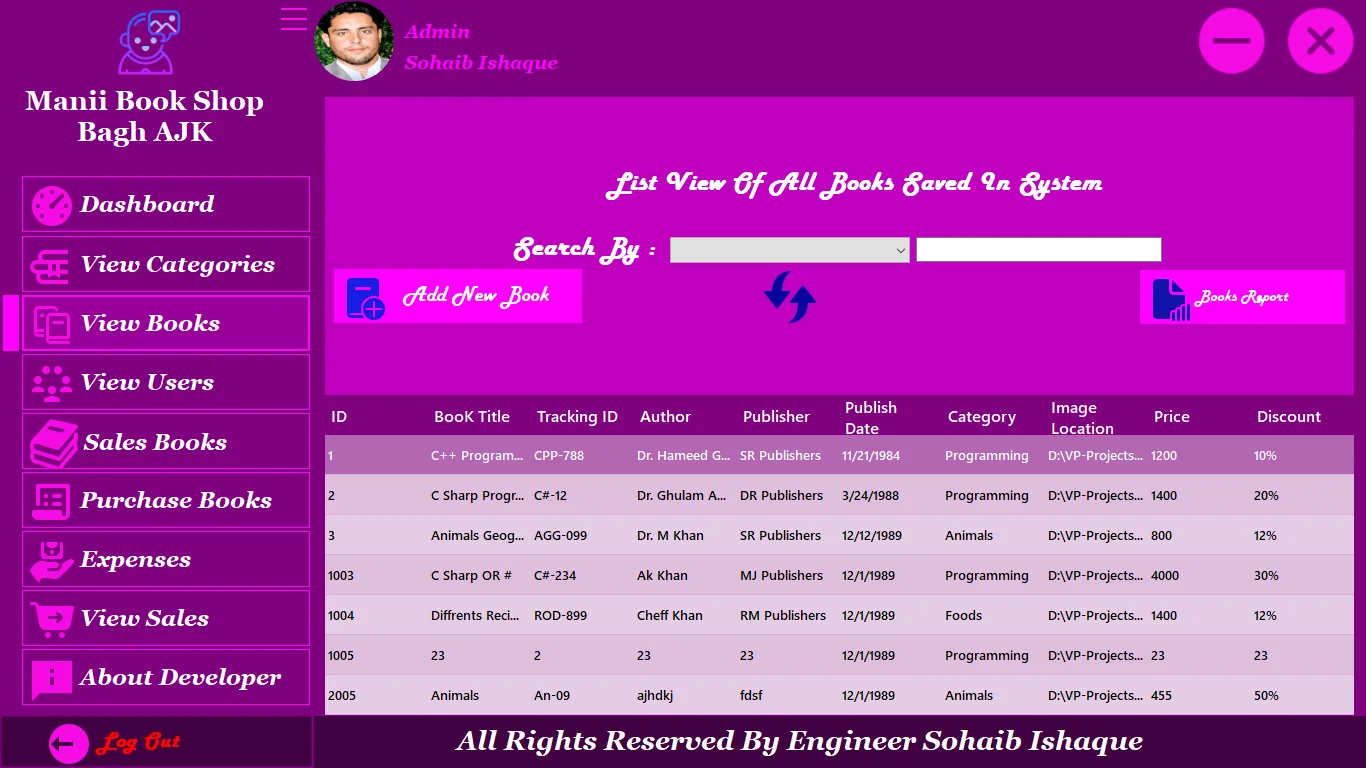 Manii Book Shop
Bagh AJK
Admin
Sohaib Ishaque
Dashboard
View Categories
View Books
View Users
Sales Books
Purchase Books
Expenses
View Sales
About Developer
Log Out
List View Of All Books Saved In System
Search By :
Add New Book
Books Report
ID BooK Title Tracking ID Author Publisher Publish Date Category Image Location Price Discount
1 C++ Program... CPP-788 Dr. Hameed G... SR Publishers 11/21/1984 Programming D:\VP-Projects... 1200 10%
2 C Sharp Progr... C#-12 Dr. Ghulam A... DR Publishers 3/24/1988 Programming D:\VP-Projects... 1400 20%
3 Animals Geog... AGG-099 Dr. M Khan SR Publishers 12/12/1989 Animals D:\VP-Projects... 800 12%
1003 C Sharp OR # C#-234 Ak Khan MJ Publishers 12/1/1989 Programming D:\VP-Projects... 4000 30%
1004 Diffrents Reci... ROD-899 Cheff Khan RM Publishers 12/1/1989 Foods D:\VP-Projects... 1400 12%
1005 23 2 23 23 12/1/1989 Programming D:\VP-Projects... 23 23
2005 Animals An-09 ajhdkj fdsf 12/1/1989 Animals D:\VP-Projects... 455 50%
All Rights Reserved By Engineer Sohaib Ishaque